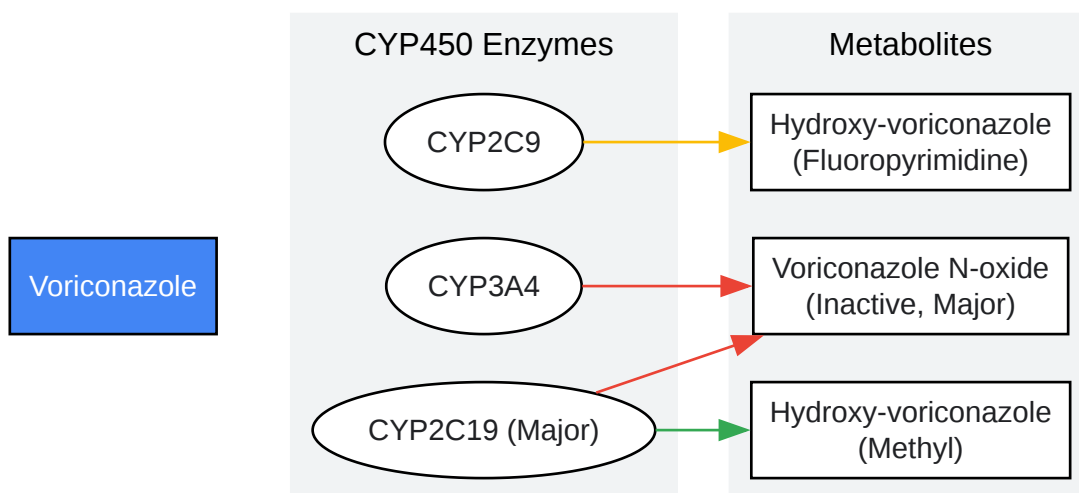 CYP450 Enzymes
Metabolites
CYP2C9
Hydroxy-voriconazole
(Fluoropyrimidine)
Voriconazole
CYP3A4
Voriconazole N-oxide
(Inactive, Major)
CYP2C19 (Major)
Hydroxy-voriconazole
(Methyl)